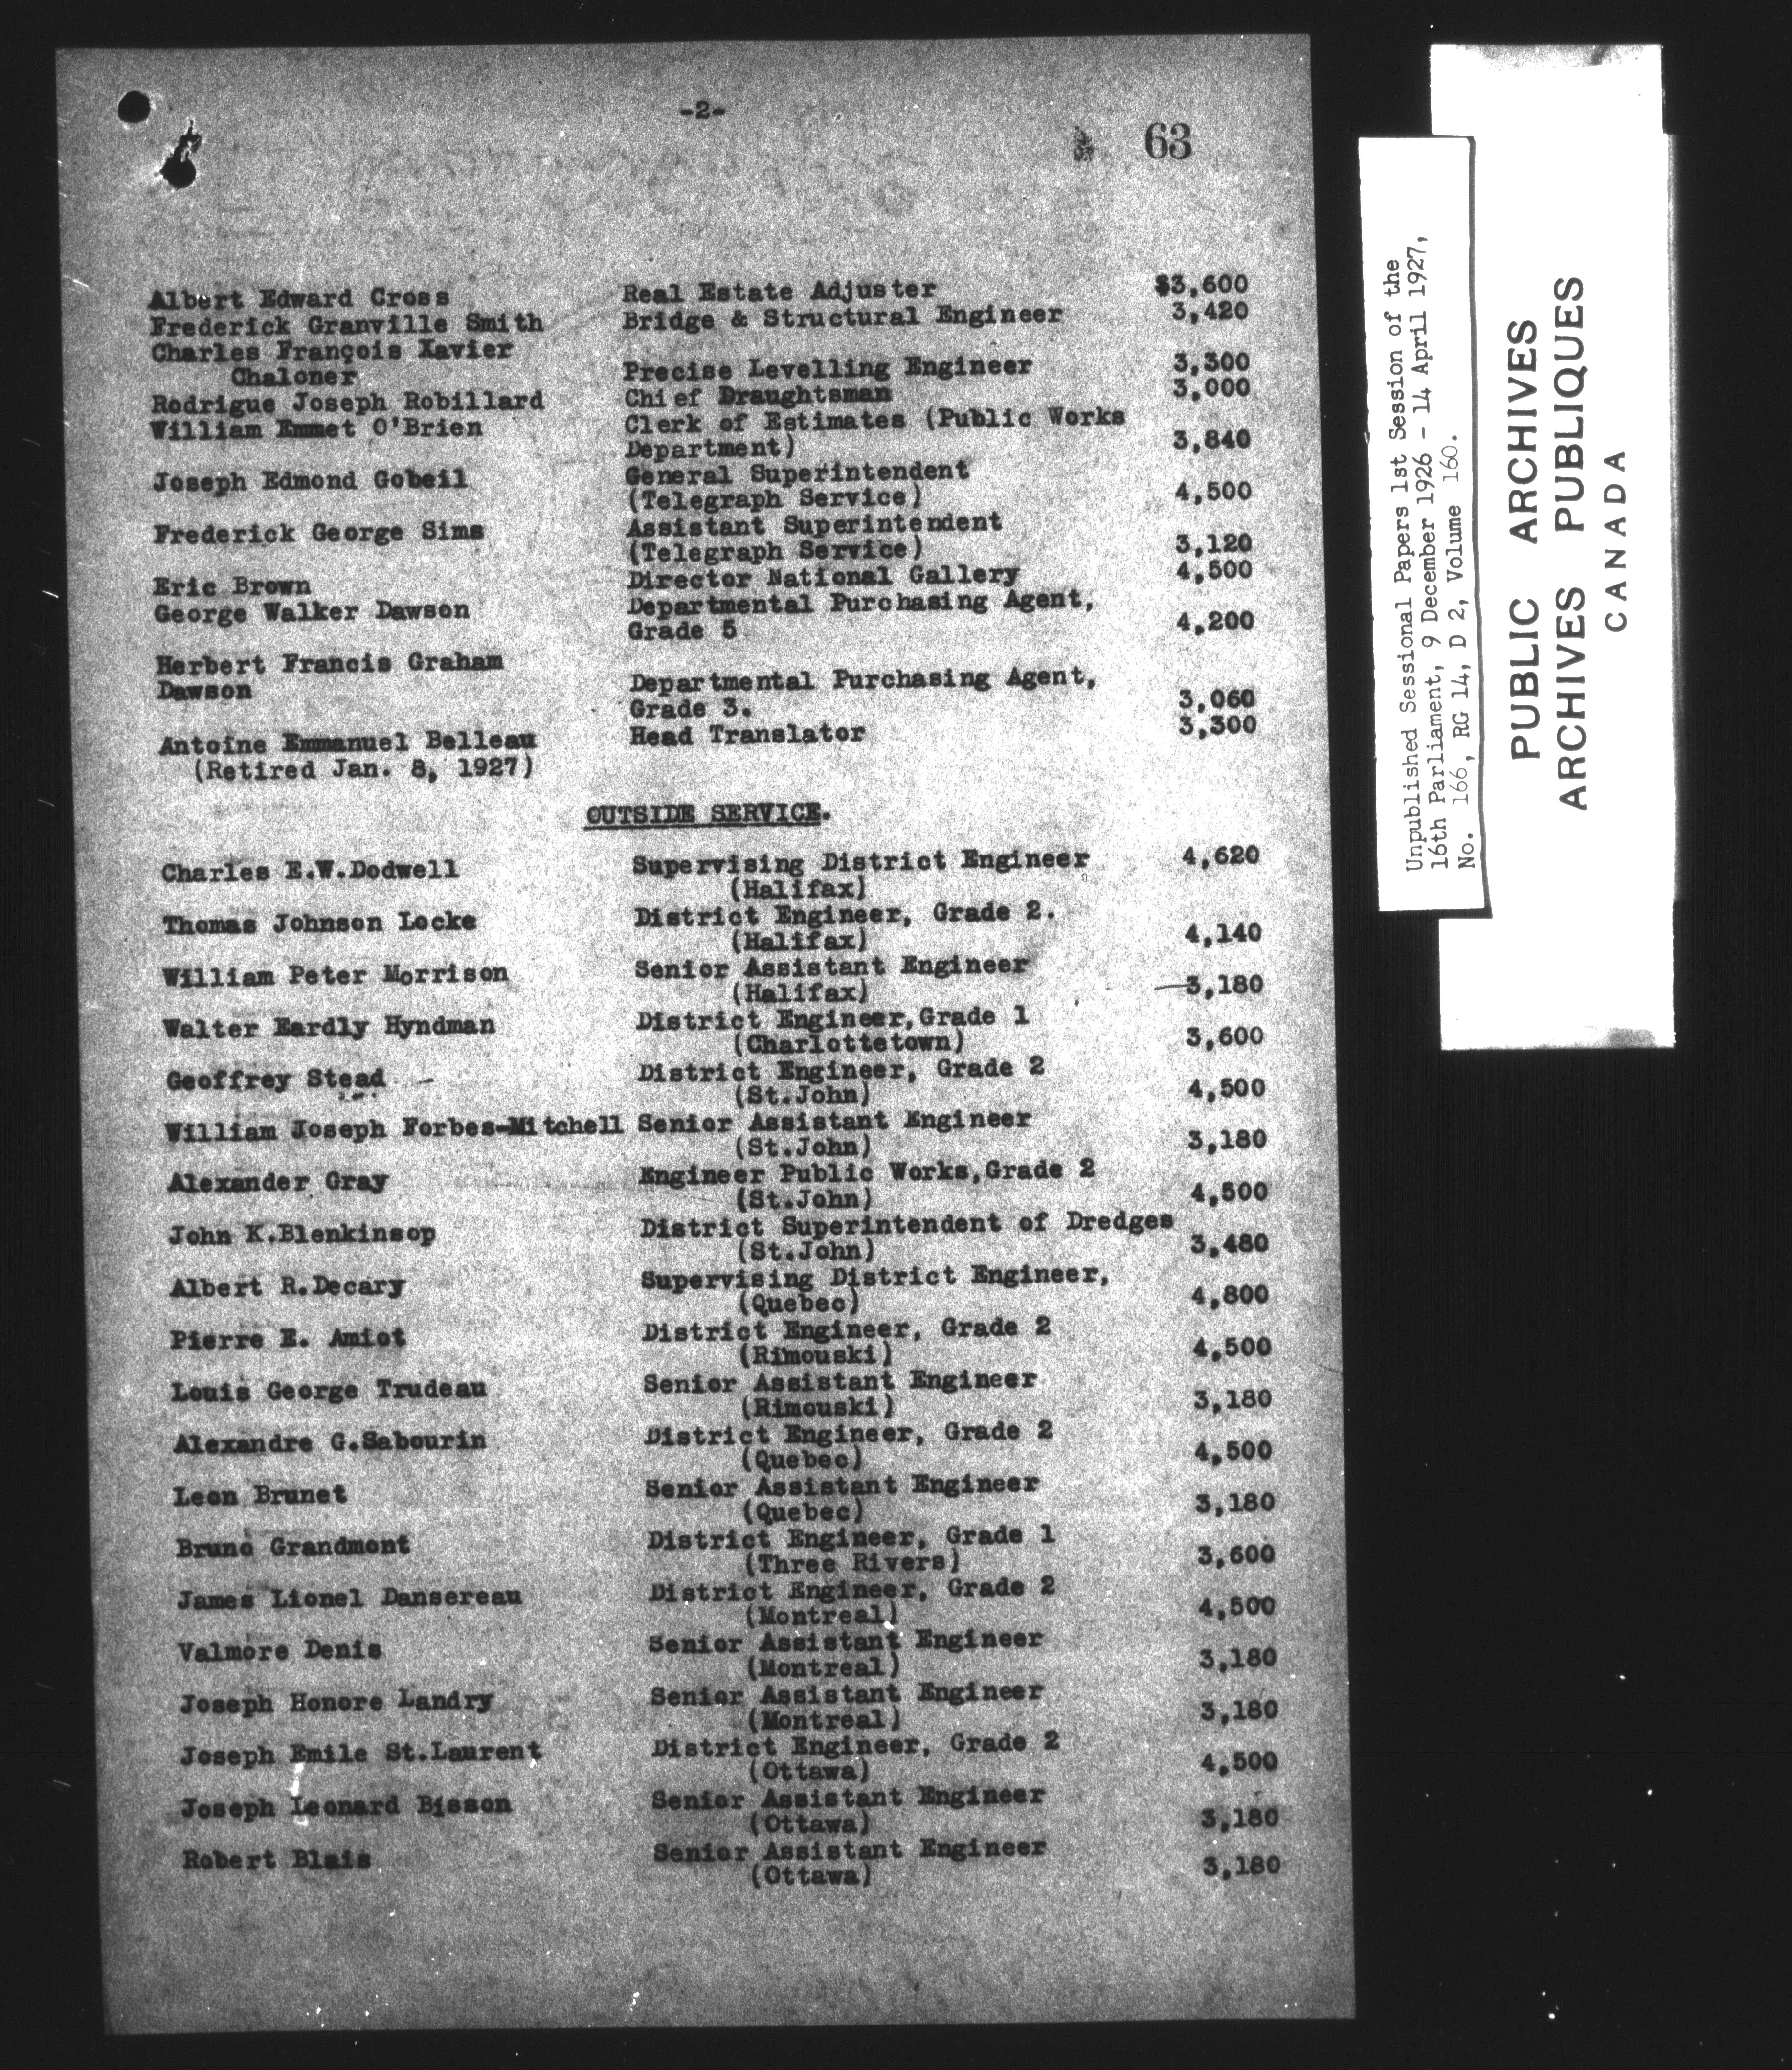 -2-
63
Albert Edward Cross Real Estate Adjuster $3,600
Frederick Granville Smith Bridge & Structural Engineer 3,420
Charles François Xavier
Chaloner Precise Levelling Engineer 3,300
Rodrigue Joseph Robillard Chief Draughtsman 3,000
William Emmet O'Brien Clerk of Estimates (Public Works
Department) 3,840
Joseph Edmond Gobeil General Superintendent
(Telegraph Service) 4,500
Frederick George Sims Assistant Superintendent
(Telegraph Service) 3,120
Eric Brown Director National Gallery 4,500
George Walker Dawson Departmental Purchasing Agent,
Grade 5 4,200
Herbert Francis Graham
Dawson Departmental Purchasing Agent,
Grade 3. 3,060
Antoine Emmanuel Belleau Head Translator 3,300
(Retired Jan. 8, 1927)
OUTSIDE SERVICE.
Charles E.W.Dodwell Supervising District Engineer 4,620
(Halifax)
Thomas Johnson Locke District Engineer, Grade 2.
(Halifax) 4,140
William Peter Morrison Senior Assistant Engineer
(Halifax) 3,180
Walter Eardly Hyndman District Engineer,Grade 1
(Charlottetown) 3,600
Geoffrey Stead District Engineer, Grade 2
(St.John) 4,500
William Joseph Forbes-Mitchell Senior Assistant Engineer
(St.John) 3,180
Alexander Gray Engineer Public Works,Grade 2
(St.John) 4,500
John K.Blenkinsop District Superintendent of Dredges
(St.John) 3,480
Albert R.Decary Supervising District Engineer,
(Quebec) 4,800
Pierre E. Amiot District Engineer, Grade 2
(Rimouski) 4,500
Louis George Trudeau Senior Assistant Engineer
(Rimouski) 3,180
Alexandre G.Sabourin District Engineer, Grade 2
(Quebec) 4,500
Leon Brunet Senior Assistant Engineer
(Quebec) 3,180
Bruno Grandmont District Engineer, Grade 1
(Three Rivers) 3,600
James Lionel Dansereau District Engineer, Grade 2
(Montreal) 4,500
Valmore Denis Senior Assistant Engineer
(Montreal) 3,180
Joseph Honore Landry Senior Assistant Engineer
(Montreal) 3,180
Joseph Emile St.Laurent District Engineer, Grade 2
(Ottawa) 4,500
Joseph Leonard Bisson Senior Assistant Engineer
(Ottawa) 3,180
Robert Blais Senior Assistant Engineer
(Ottawa) 3,180
Unpublished Sessional Papers 1st Session of the
16th Parliament, 9 December 1926 - 14 April 1927,
No. 166, RG 14, D 2, Volume 160.
PUBLIC ARCHIVES
ARCHIVES PUBLIQUES
CANADA